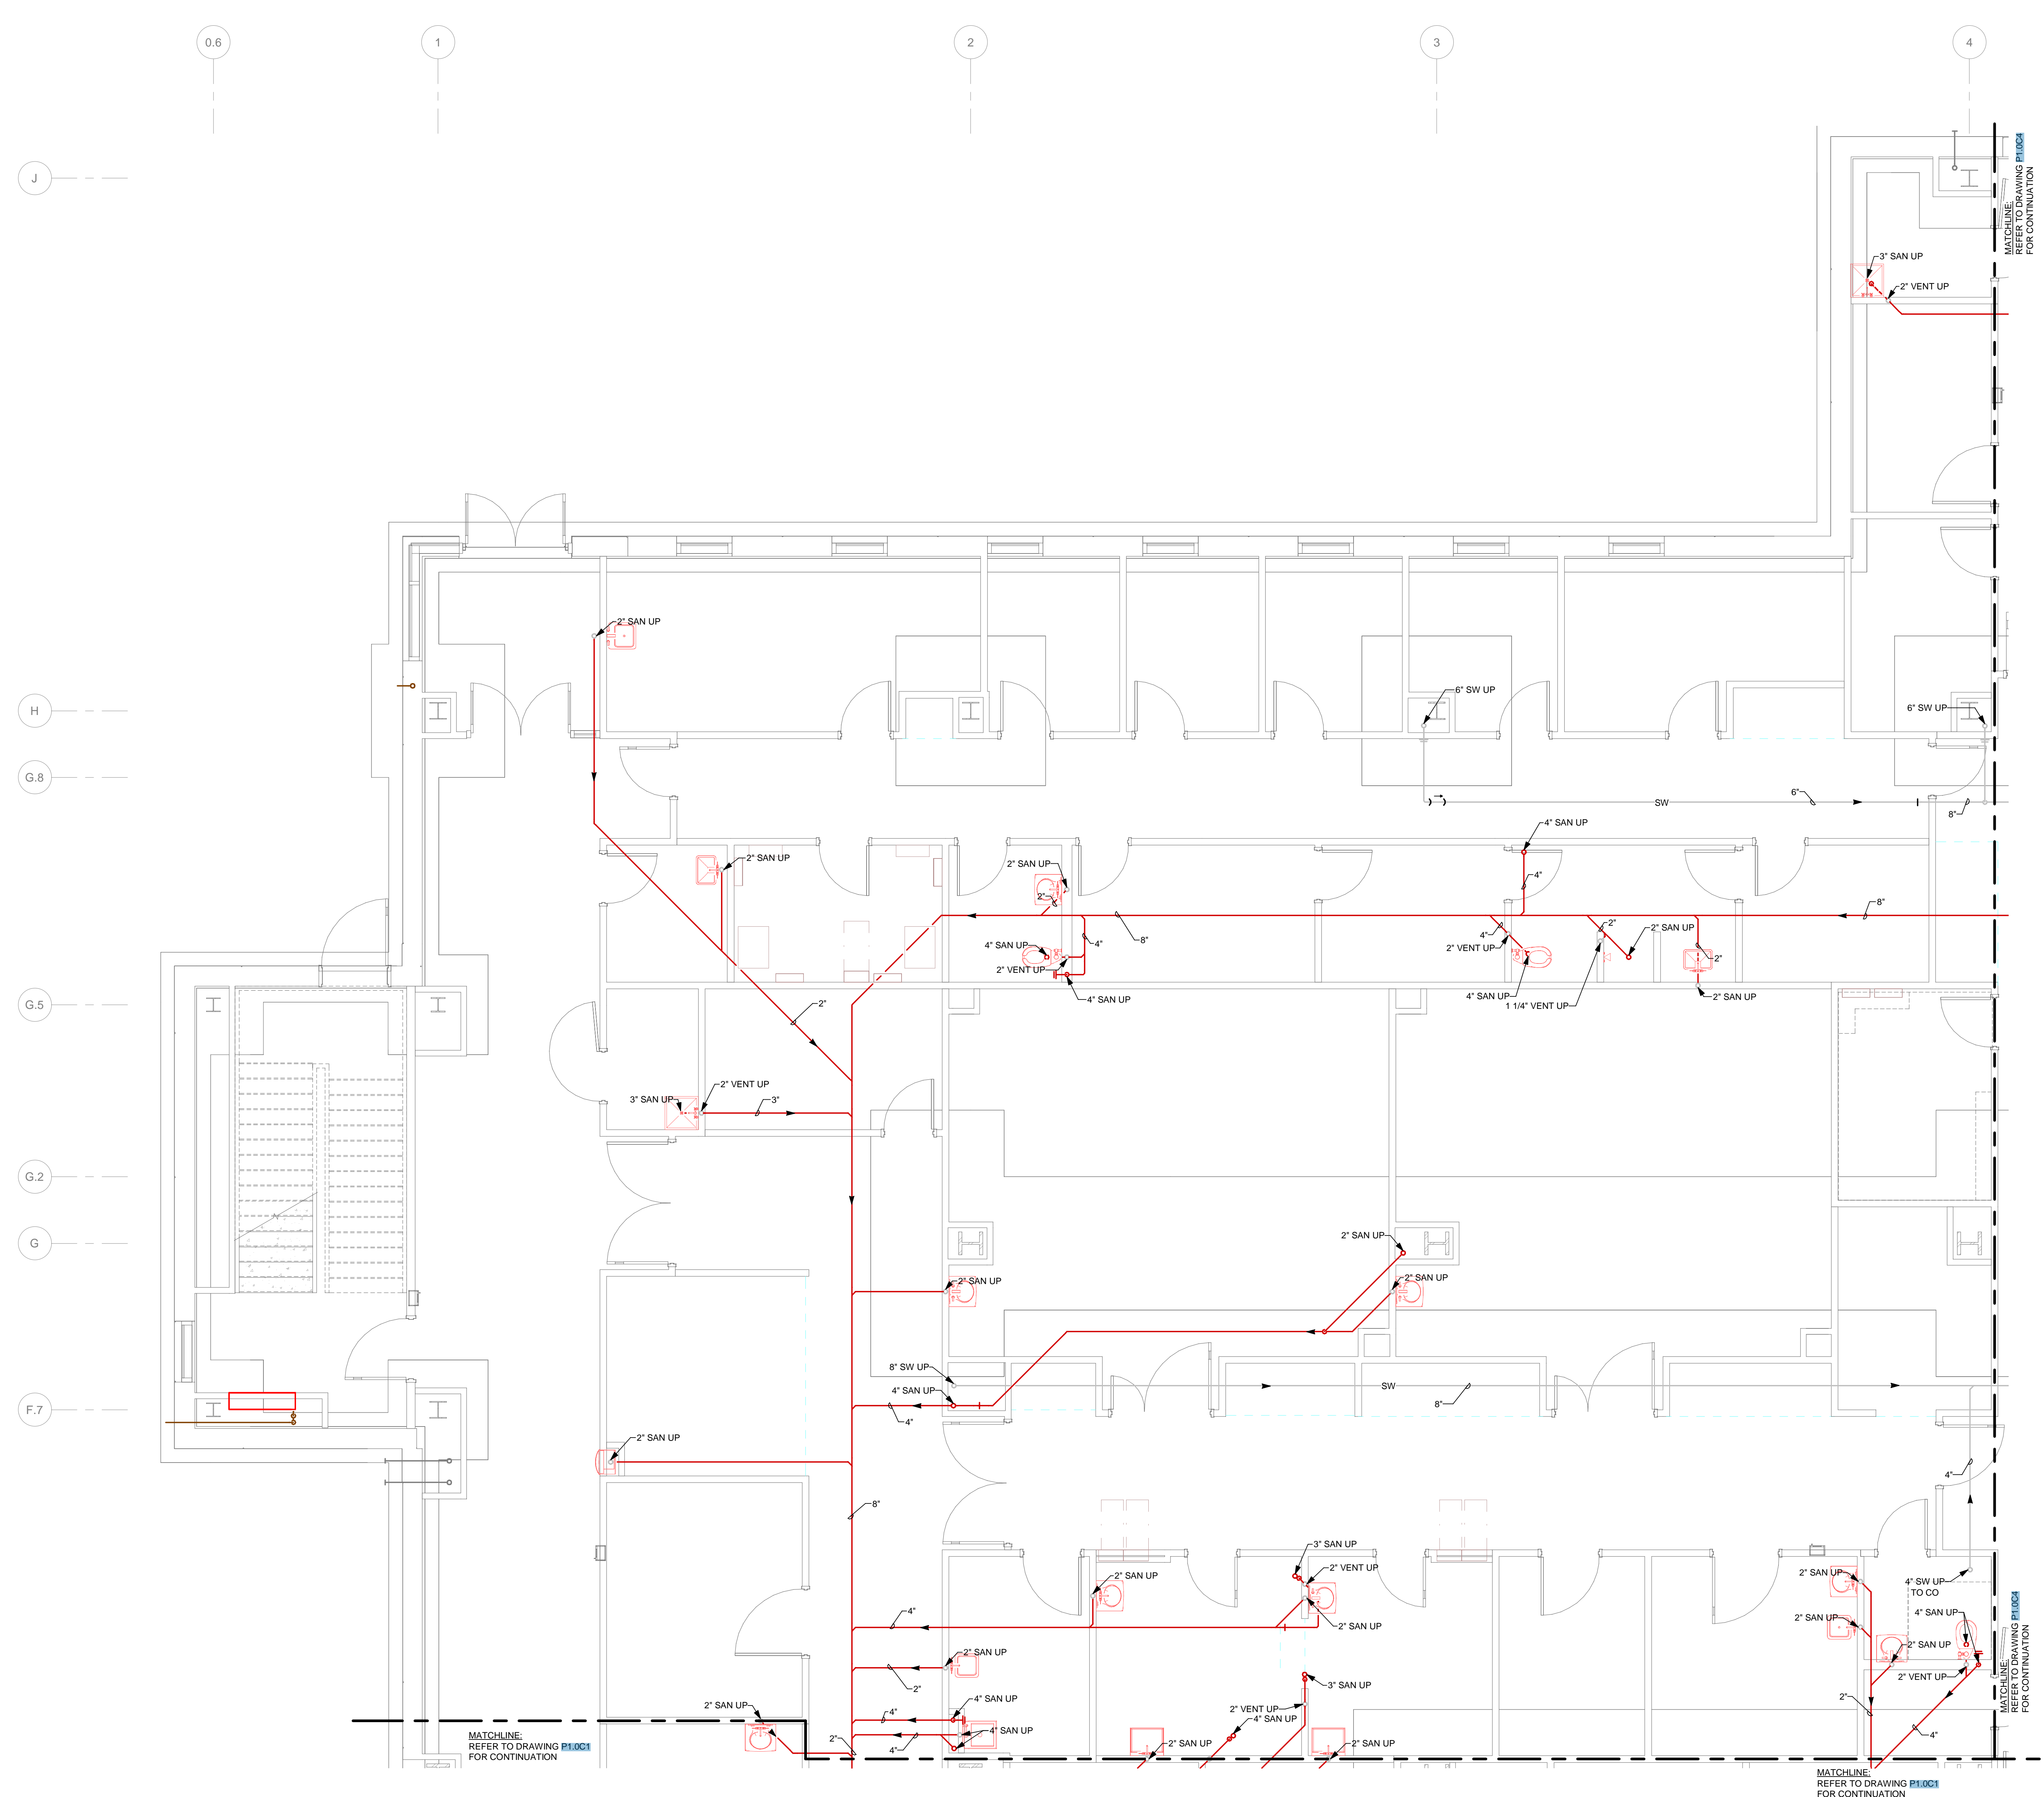 0.6
1
2
3
4
J
MATCHLINE:
REFER TO DRAWING P1.0C4
FOR CONTINUATION
3" SAN UP
2" VENT UP
2" SAN UP
H
6" SW UP
6" SW UP
G.8
6"
SW
8"
4" SAN UP
2" SAN UP
2" SAN UP
4"
2"
8"
4" SAN UP
4"
8"
2"
2" SAN UP
4"
2" VENT UP
2" VENT UP
2"
4" SAN UP
4" SAN UP
2" SAN UP
1 1/4" VENT UP
G.5
2"
2" VENT UP
3" SAN UP
3"
G.2
2" SAN UP
G
2" SAN UP
2" SAN UP
8" SW UP
SW
4" SAN UP
8"
F.7
4"
2" SAN UP
4"
8"
3" SAN UP
2" VENT UP
2" SAN UP
2" SAN UP
4" SW UP
TO CO
4"
4" SAN UP
2" SAN UP
2" SAN UP
2" SAN UP
2" SAN UP
2" VENT UP
3" SAN UP
2"
2"
4" SAN UP
2" SAN UP
2" VENT UP
4" SAN UP
4"
4" SAN UP
4"
2"
4"
2" SAN UP
2" SAN UP
MATCHLINE:
REFER TO DRAWING P1.0C4
FOR CONTINUATION
MATCHLINE:
REFER TO DRAWING P1.0C1
FOR CONTINUATION
MATCHLINE:
REFER TO DRAWING P1.0C1
FOR CONTINUATION